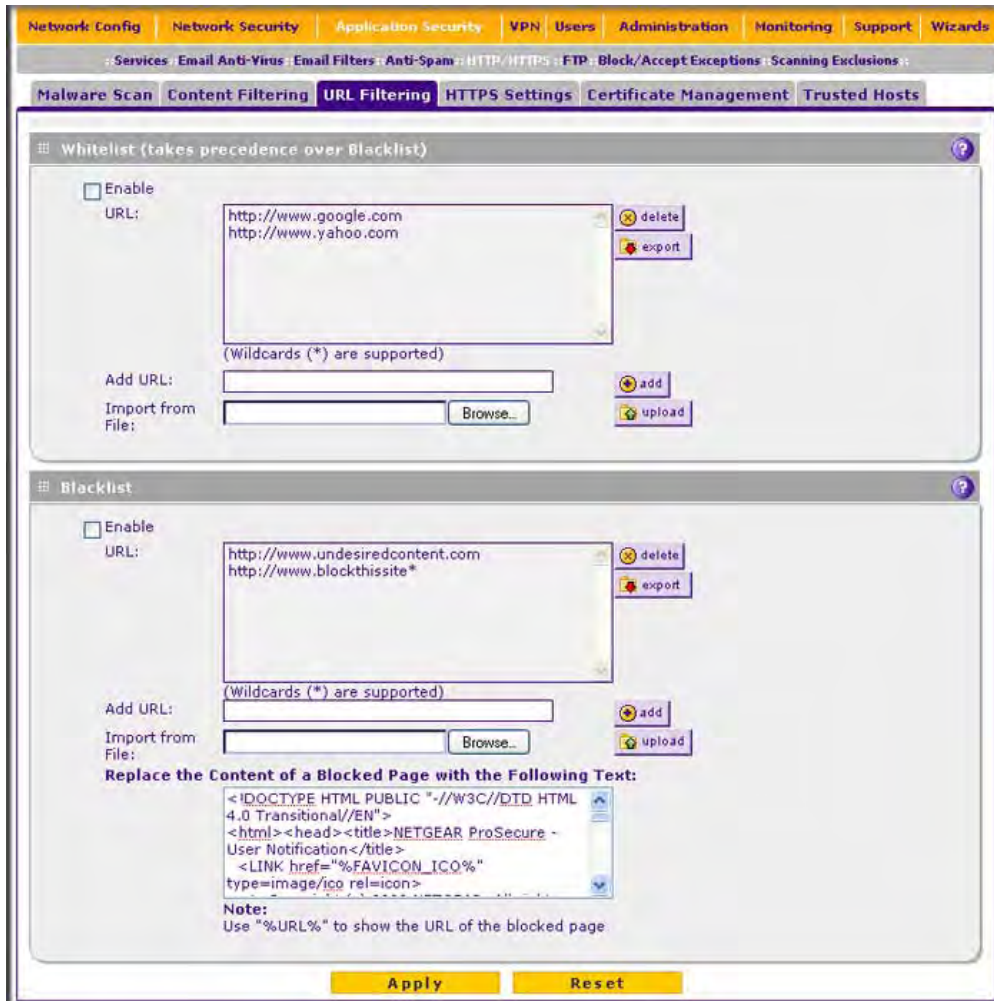 Network Config Network Security Application Security VPN Users Administration Monitoring Support Wizards
:: Services :: Email Anti-Virus :: Email Filters :: Anti-Spam :: HTTP/HTTPS :: FTP :: Block/Accept Exceptions :: Scanning Exclusions ::
Malware Scan Content Filtering URL Filtering HTTPS Settings Certificate Management Trusted Hosts
Whitelist (takes precedence over Blacklist) ?
Enable
URL:
http://www.google.com
http://www.yahoo.com
delete
export
(Wildcards (*) are supported)
Add URL: add
Import from File: Browse... upload
Blacklist ?
Enable
URL:
http://www.undesiredcontent.com
http://www.blockthissite*
delete
export
(Wildcards (*) are supported)
Add URL: add
Import from File: Browse... upload
Replace the Content of a Blocked Page with the Following Text:
<!DOCTYPE HTML PUBLIC "-//W3C//DTD HTML
4.0 Transitional//EN">
<html><head><title>NETGEAR ProSecure -
User Notification</title>
<LINK href="%FAVICON_ICO%"
type=image/ico rel=icon>
Note:
Use "%URL%" to show the URL of the blocked page
Apply Reset